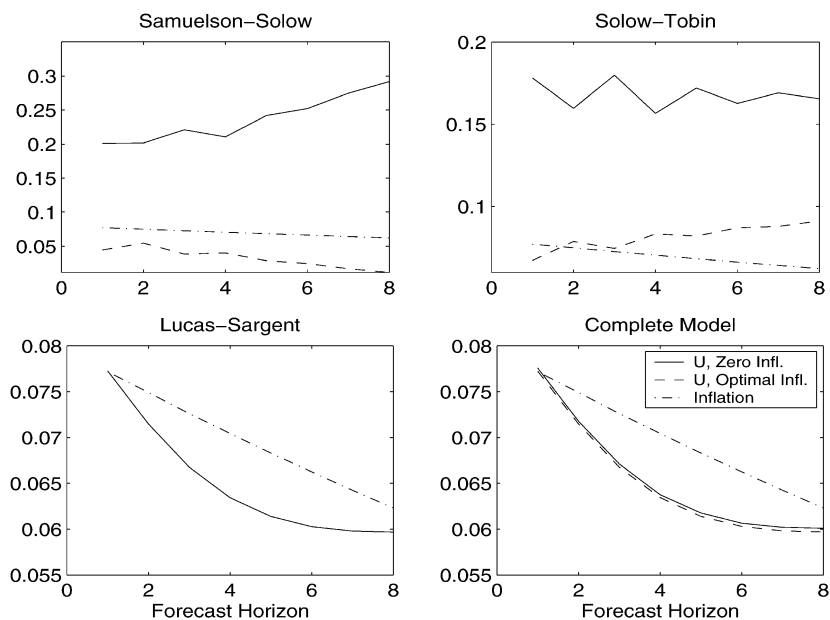 Samuelson−Solow
0.3
0.25
0.2
0.15
0.1
0.05
0 2 4 6 8
Solow−Tobin
0.2
0.15
0.1
0 2 4 6 8
Lucas−Sargent
0.08
0.075
0.07
0.065
0.06
0.055
0 2 4 6 8
Forecast Horizon
Complete Model
U, Zero Infl.
U, Optimal Infl.
Inflation
0.08
0.075
0.07
0.065
0.06
0.055
0 2 4 6 8
Forecast Horizon